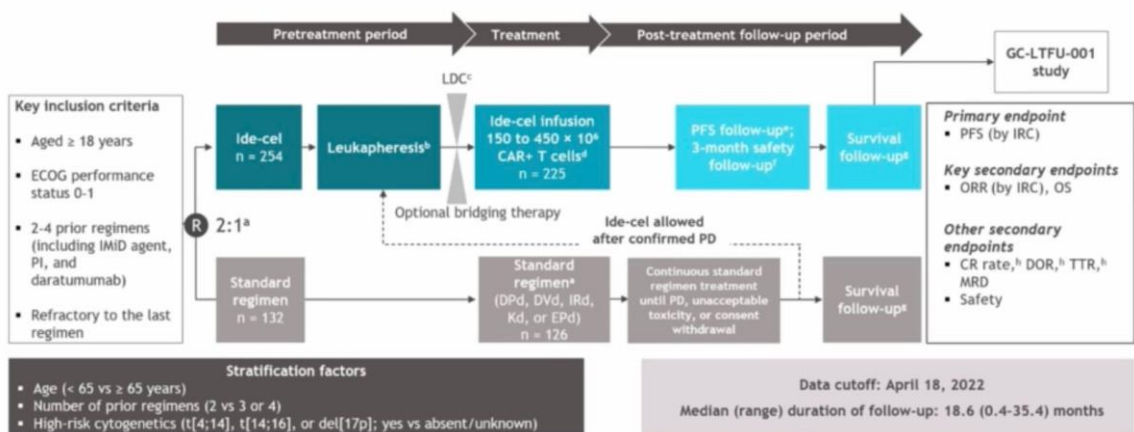 Pretreatment period
Treatment
Post-treatment follow-up period
GC-LTFU-001
study
LDCᶜ
Key inclusion criteria
▪ Aged ≥ 18 years
▪ ECOG performance
status 0-1
▪ 2-4 prior regimens
(including IMiD agent,
PI, and
daratumumab)
▪ Refractory to the last
regimen
R 2:1ᵃ
Ide-cel
n = 254
Leukapheresisᵇ
Ide-cel infusion
150 to 450 × 10⁶
CAR+ T cellsᵈ
n = 225
PFS follow-upᵉ;
3-month safety
follow-upᶠ
Survival
follow-upᵍ
Optional bridging therapy
Ide-cel allowed
after confirmed PD
Standard
regimen
n = 132
Standard
regimenᵃ
(DPd, DVd, IRd,
Kd, or EPd)
n = 126
Continuous standard
regimen treatment
until PD, unacceptable
toxicity, or consent
withdrawal
Survival
follow-upᵍ
Primary endpoint
▪ PFS (by IRC)
Key secondary endpoints
▪ ORR (by IRC), OS
Other secondary
endpoints
▪ CR rate,ʰ DOR,ʰ TTR,ʰ
MRD
▪ Safety
Stratification factors
▪ Age (< 65 vs ≥ 65 years)
▪ Number of prior regimens (2 vs 3 or 4)
▪ High-risk cytogenetics (t[4;14], t[14;16], or del[17p]; yes vs absent/unknown)
Data cutoff: April 18, 2022
Median (range) duration of follow-up: 18.6 (0.4-35.4) months